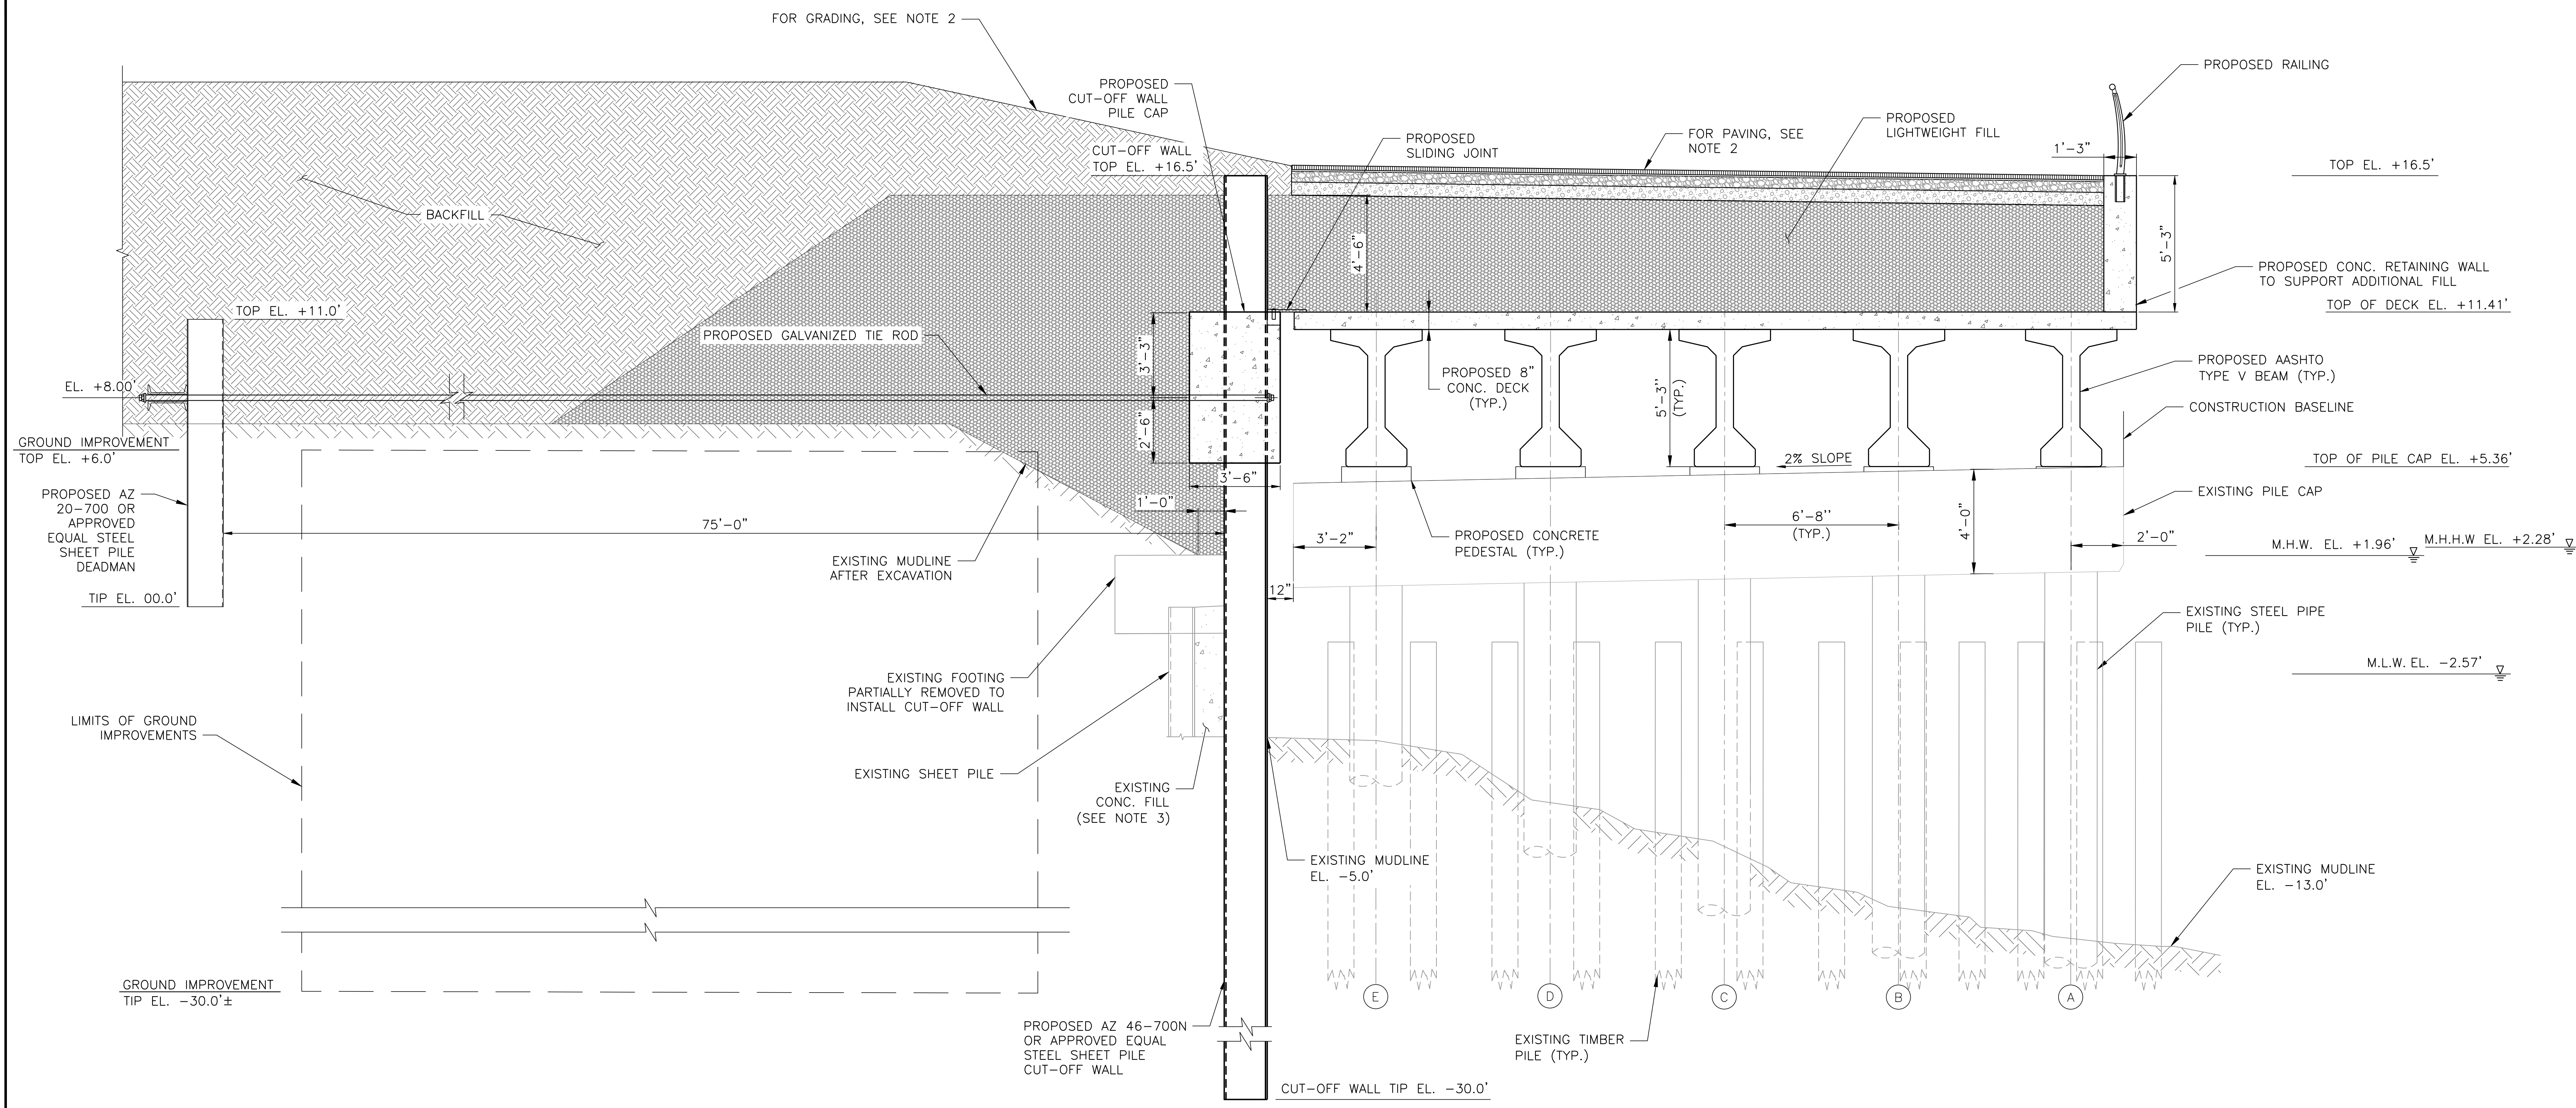 FOR GRADING, SEE NOTE 2
PROPOSED
CUT-OFF WALL
PILE CAP
CUT-OFF WALL
TOP EL. +16.5'
PROPOSED
SLIDING JOINT
FOR PAVING, SEE
NOTE 2
PROPOSED
LIGHTWEIGHT FILL
PROPOSED RAILING
1'-3"
TOP EL. +16.5'
BACKFILL
4'-6"
5'-3"
PROPOSED CONC. RETAINING WALL
TO SUPPORT ADDITIONAL FILL
TOP OF DECK EL. +11.41'
TOP EL. +11.0'
PROPOSED GALVANIZED TIE ROD
3'-3"
2'-6"
EL. +8.00'
PROPOSED 8"
CONC. DECK
(TYP.)
5'-3"
(TYP.)
PROPOSED AASHTO
TYPE V BEAM (TYP.)
CONSTRUCTION BASELINE
GROUND IMPROVEMENT
TOP EL. +6.0'
2% SLOPE
TOP OF PILE CAP EL. +5.36'
3'-6"
1'-0"
PROPOSED AZ
20-700 OR
APPROVED
EQUAL STEEL
SHEET PILE
DEADMAN
75'-0"
EXISTING PILE CAP
PROPOSED CONCRETE
PEDESTAL (TYP.)
3'-2"
6'-8"
(TYP.)
4'-0"
2'-0"
M.H.W. EL. +1.96'
M.H.H.W EL. +2.28'
EXISTING MUDLINE
AFTER EXCAVATION
12"
TIP EL. 00.0'
EXISTING STEEL PIPE
PILE (TYP.)
M.L.W. EL. -2.57'
EXISTING FOOTING
PARTIALLY REMOVED TO
INSTALL CUT-OFF WALL
LIMITS OF GROUND
IMPROVEMENTS
EXISTING SHEET PILE
EXISTING
CONC. FILL
(SEE NOTE 3)
EXISTING MUDLINE
EL. -5.0'
EXISTING MUDLINE
EL. -13.0'
GROUND IMPROVEMENT
TIP EL. -30.0'±
E
D
C
B
A
PROPOSED AZ 46-700N
OR APPROVED EQUAL
STEEL SHEET PILE
CUT-OFF WALL
EXISTING TIMBER
PILE (TYP.)
CUT-OFF WALL TIP EL. -30.0'